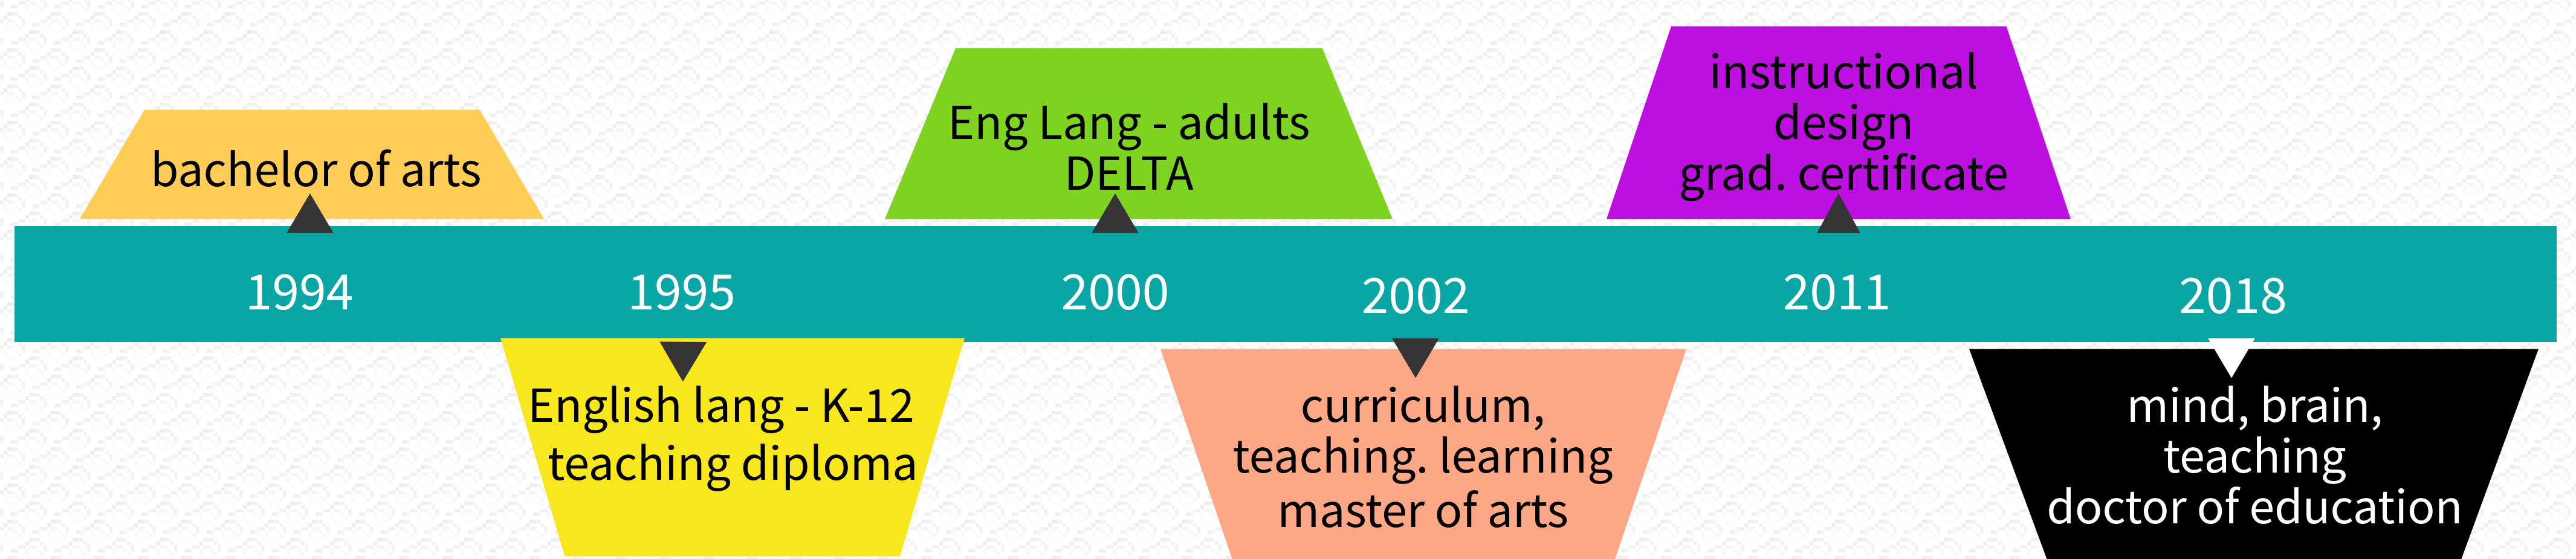 bachelor of arts
1994
English lang - K-12
teaching diploma
1995
Eng Lang - adults
DELTA
2000
curriculum,
teaching. learning
master of arts
2002
instructional
design
grad. certificate
2011
mind, brain,
teaching
doctor of education
2018